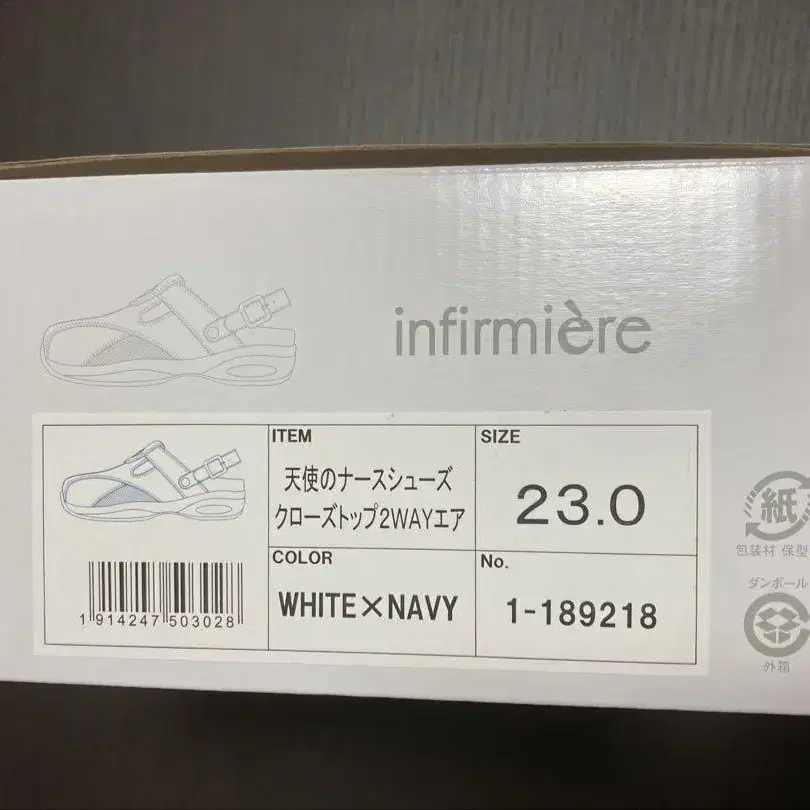 infirmière
ITEM
天使のナースシューズ
クローズトップ2WAYエア
SIZE
23.0
COLOR
WHITE×NAVY
No.
1-189218
1 914247 503028
紙
包装材 保型
ダンボール
外箱